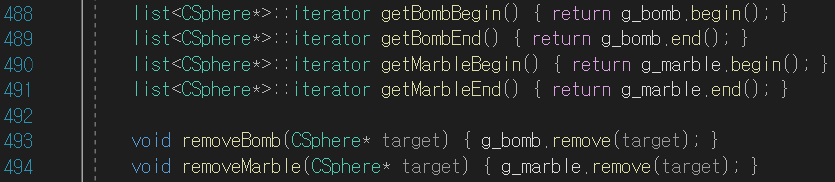 488 list<CSphere*>::iterator getBombBegin() { return g_bomb.begin(); }
489 list<CSphere*>::iterator getBombEnd() { return g_bomb.end(); }
490 list<CSphere*>::iterator getMarbleBegin() { return g_marble.begin(); }
491 list<CSphere*>::iterator getMarbleEnd() { return g_marble.end(); }
492
493 void removeBomb(CSphere* target) { g_bomb.remove(target); }
494 void removeMarble(CSphere* target) { g_marble.remove(target); }